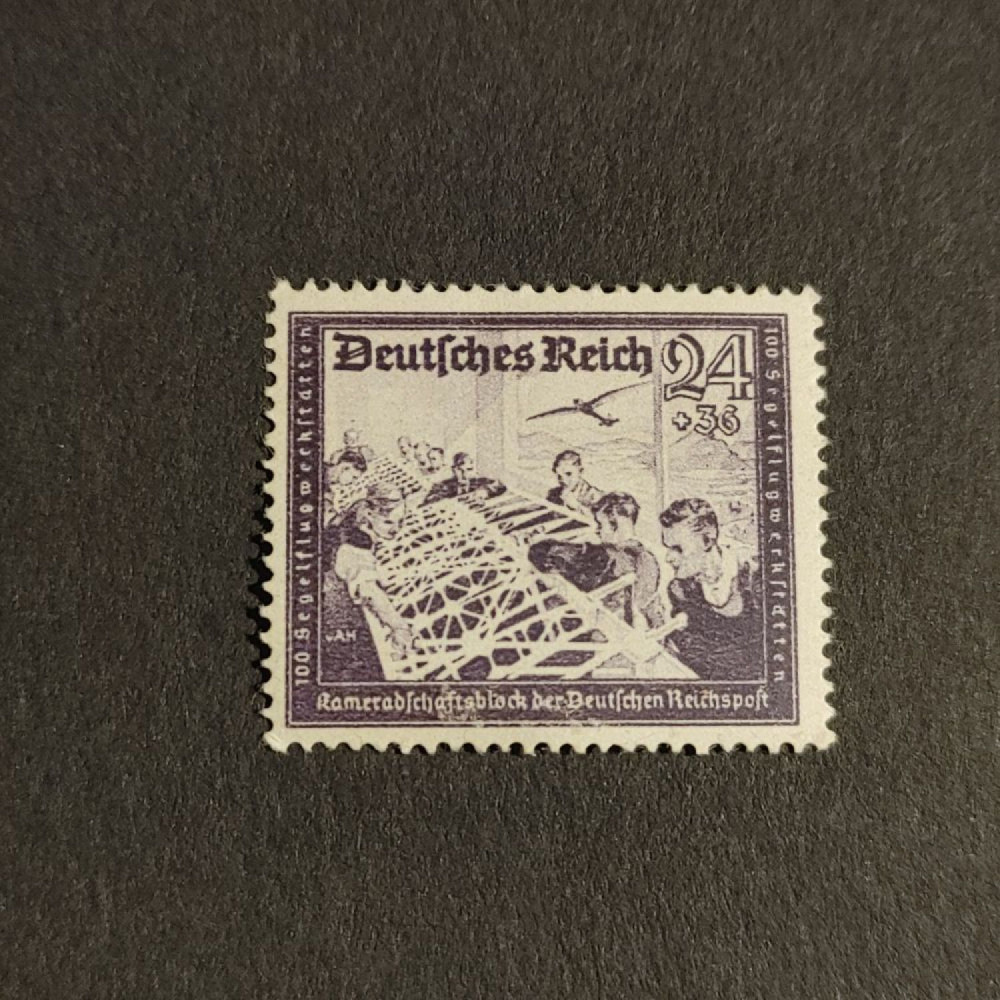 Deutſches Reich 24
+36
100 Segelflugwerkſtätten
100 Segelflugwerkſtätten
Kameradſchaftsblock der Deutſchen Reichspoſt